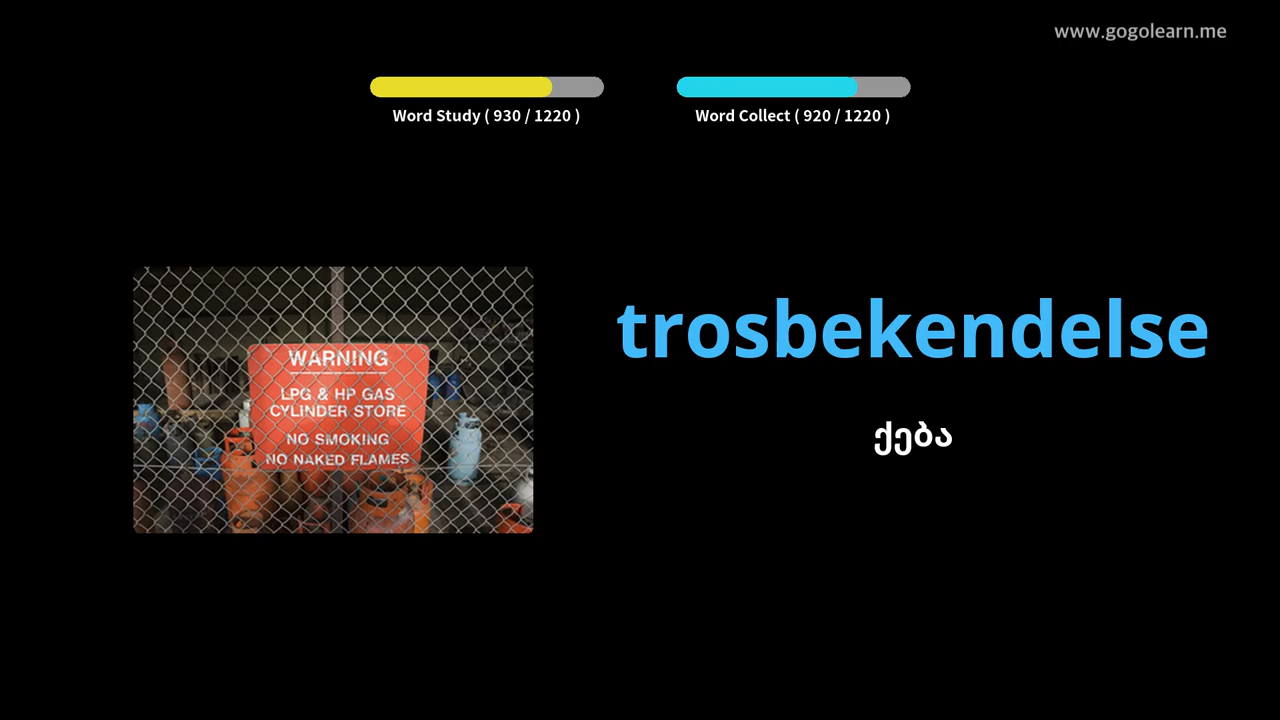 www.gogolearn.me
Word Study ( 930 / 1220 )
Word Collect ( 920 / 1220 )
WARNING
LPG & HP GAS
CYLINDER STORE
NO SMOKING
NO NAKED FLAMES
trosbekendelse
ქება